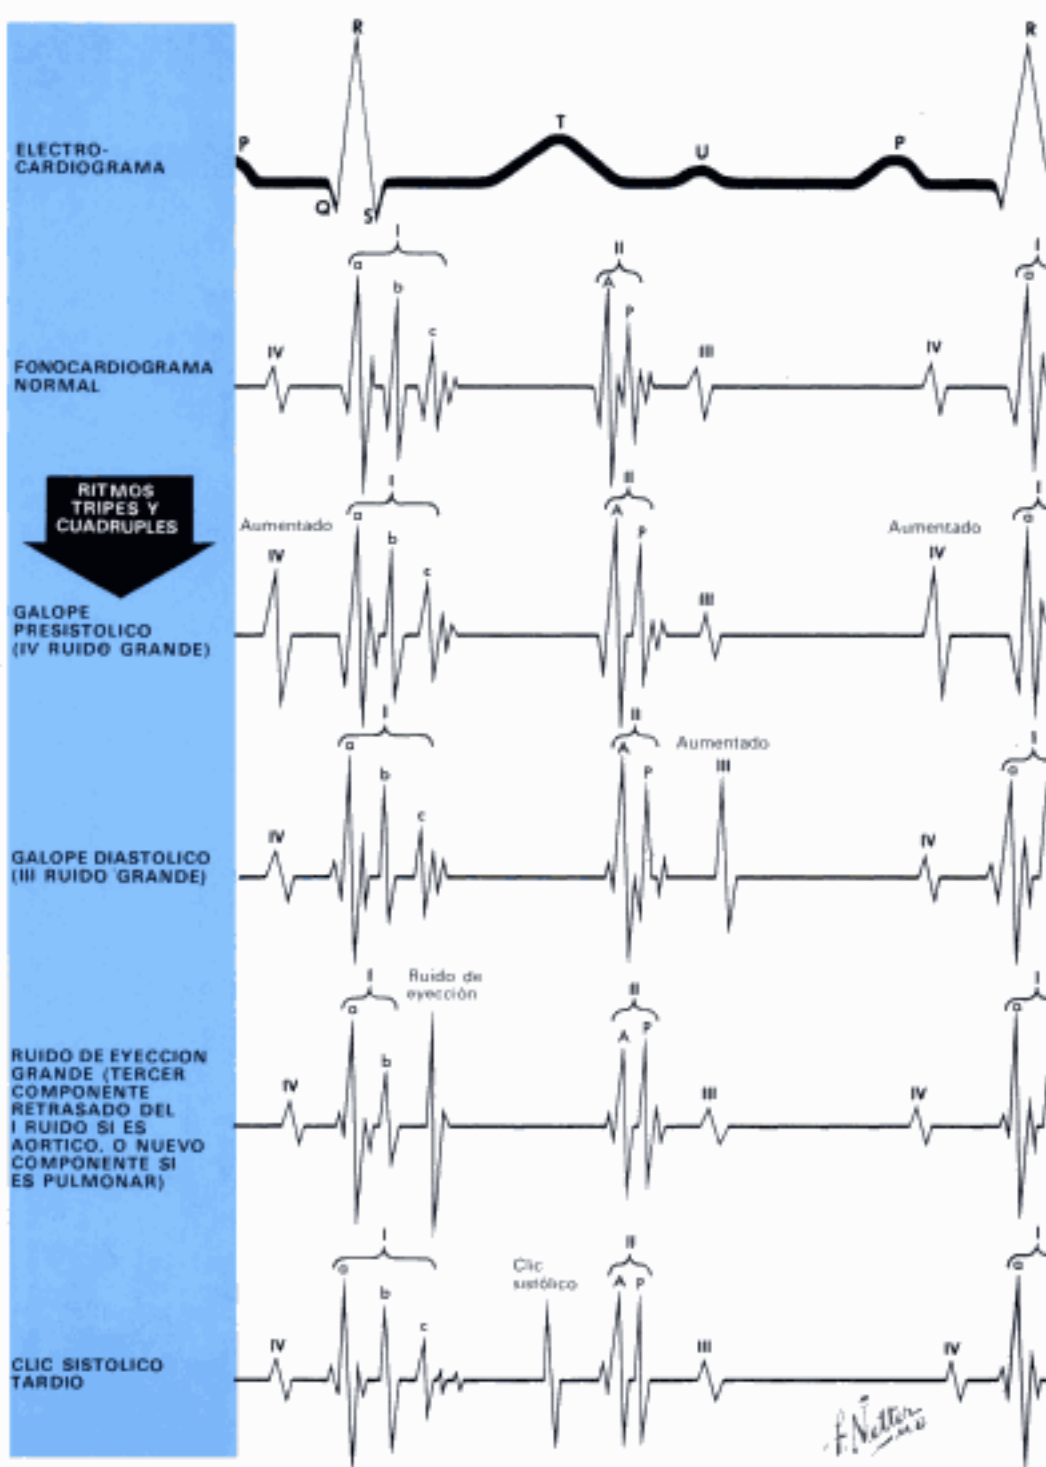 R
R
P
T
U
P
ELECTRO-
CARDIOGRAMA
Q
S
I
II
I
a
b
c
A
P
a
IV
III
IV
FONOCARDIOGRAMA
NORMAL
RITMOS
TRIPES Y
CUADRUPLES
I
II
I
a
b
c
A
P
a
Aumentado
IV
III
Aumentado
IV
GALOPE
PRESISTOLICO
(IV RUIDO GRANDE)
I
II
I
a
b
c
A
P
a
Aumentado
III
IV
IV
GALOPE DIASTOLICO
(III RUIDO GRANDE)
I
Ruido de
eyección
II
I
a
b
A
P
a
IV
III
IV
RUIDO DE EYECCION
GRANDE (TERCER
COMPONENTE
RETRASADO DEL
I RUIDO SI ES
AORTICO. O NUEVO
COMPONENTE SI
ES PULMONAR)
I
II
I
a
b
c
Clic
sistólico
A
P
a
IV
III
IV
CLIC SISTOLICO
TARDIO
F. Netter
M.D.